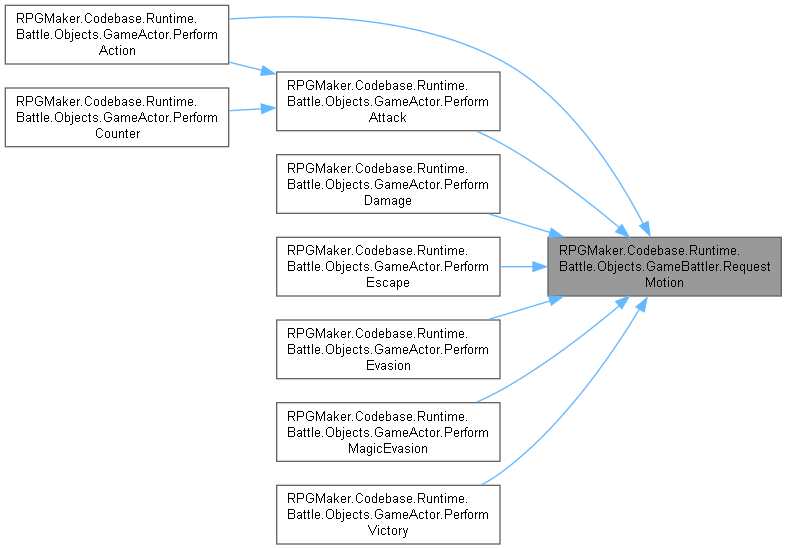 RPGMaker.Codebase.Runtime.
Battle.Objects.GameActor.Perform
Action
RPGMaker.Codebase.Runtime.
Battle.Objects.GameActor.Perform
Counter
RPGMaker.Codebase.Runtime.
Battle.Objects.GameActor.Perform
Attack
RPGMaker.Codebase.Runtime.
Battle.Objects.GameActor.Perform
Damage
RPGMaker.Codebase.Runtime.
Battle.Objects.GameActor.Perform
Escape
RPGMaker.Codebase.Runtime.
Battle.Objects.GameActor.Perform
Evasion
RPGMaker.Codebase.Runtime.
Battle.Objects.GameActor.Perform
MagicEvasion
RPGMaker.Codebase.Runtime.
Battle.Objects.GameActor.Perform
Victory
RPGMaker.Codebase.Runtime.
Battle.Objects.GameBattler.Request
Motion